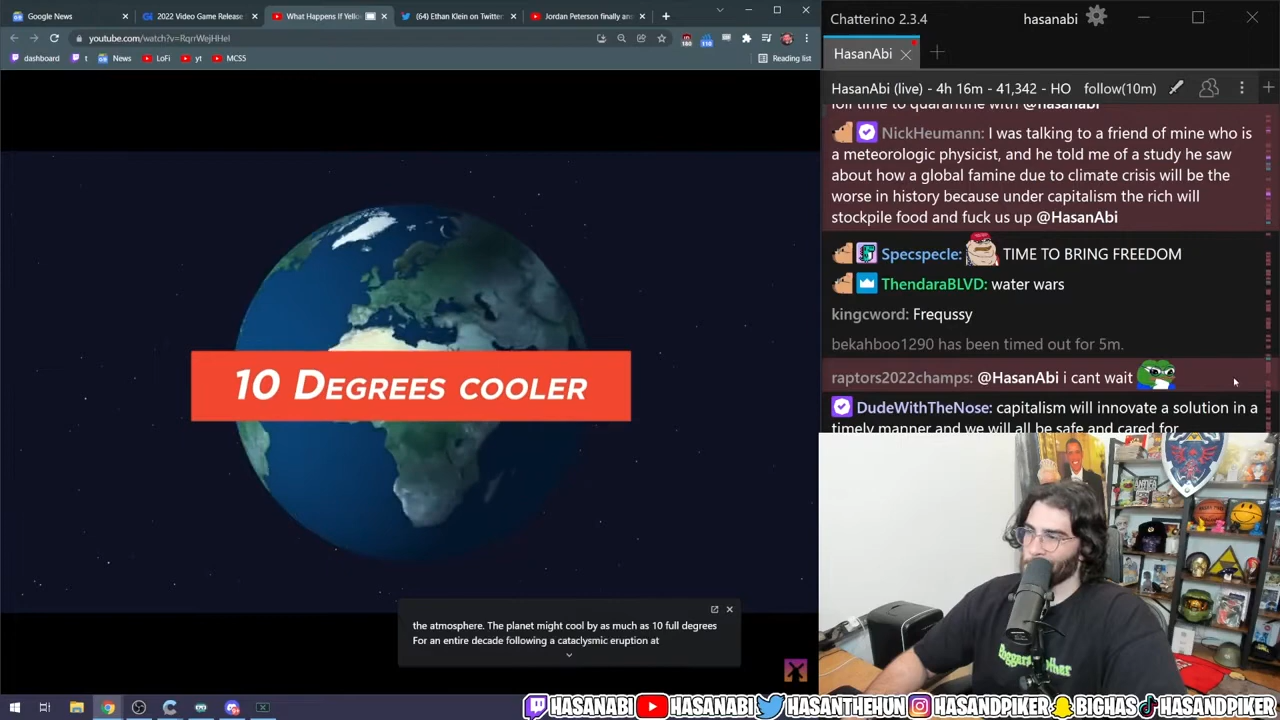 Google News
2022 Video Game Release
What Happens If Yello
(64) Ethan Klein on Twitter
Jordan Peterson finally an
youtube.com/watch?v=RqrrWejHHeI
180
310
dashboard
t
News
LoFi
yt
MCSS
Reading list
10 DEGREES COOLER
the atmosphere. The planet might cool by as much as 10 full degrees
For an entire decade following a cataclysmic eruption at
Chatterino 2.3.4
hasanabi
HasanAbi
HasanAbi (live) - 4h 16m - 41,342 - HO
follow(10m)
foil time to quarantine with @hasanabi
NickHeumann: I was talking to a friend of mine who is
a meteorologic physicist, and he told me of a study he saw
about how a global famine due to climate crisis will be the
worse in history because under capitalism the rich will
stockpile food and fuck us up @HasanAbi
Specspecle: TIME TO BRING FREEDOM
ThendaraBLVD: water wars
kingcword: Frequssy
bekahboo1290 has been timed out for 5m.
raptors2022champs: @HasanAbi i cant wait
DudeWithTheNose: capitalism will innovate a solution in a
timely manner and we will all be safe and cared for
HASANABI
HASANABI
HASANTHEHUN
HASANDPIKER
BIGHAS
HASANDPIKER